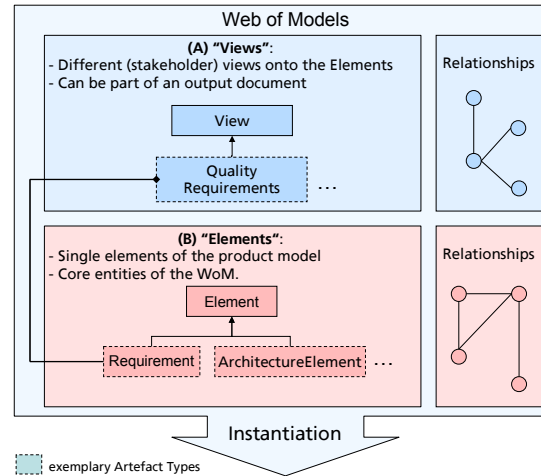 Web of Models
(A) "Views":
- Different (stakeholder) views onto the Elements
- Can be part of an output document
View
Quality
Requirements
...
Relationships
(B) "Elements“:
- Single elements of the product model
- Core entities of the WoM.
Element
Requirement
ArchitectureElement
...
Relationships
Instantiation
exemplary Artefact Types